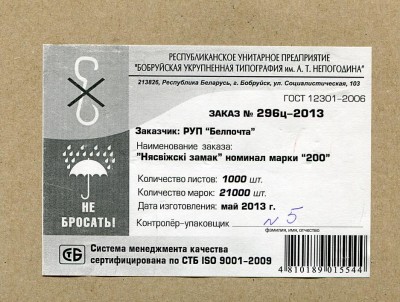 РЕСПУБЛИКАНСКОЕ УНИТАРНОЕ ПРЕДПРИЯТИЕ
"БОБРУЙСКАЯ УКРУПНЕННАЯ ТИПОГРАФИЯ им. А. Т. НЕПОГОДИНА"
213826, Республика Беларусь, г. Бобруйск, ул. Социалистическая, 103
ГОСТ 12301-2006
ЗАКАЗ № 296ц-2013
Заказчик: РУП "Белпочта"
Наименование заказа:
"Нясвіжскі замак" номинал марки "200"
Количество листов: 1000 шт.
Количество марок: 21000 шт.
Дата изготовления: май 2013 г.
Контролёр-упаковщик N 5
фамилия, имя, отчество
НЕ
БРОСАТЬ!
СТБ
Система менеджмента качества
сертифицирована по СТБ ISO 9001-2009
4 810189 015544